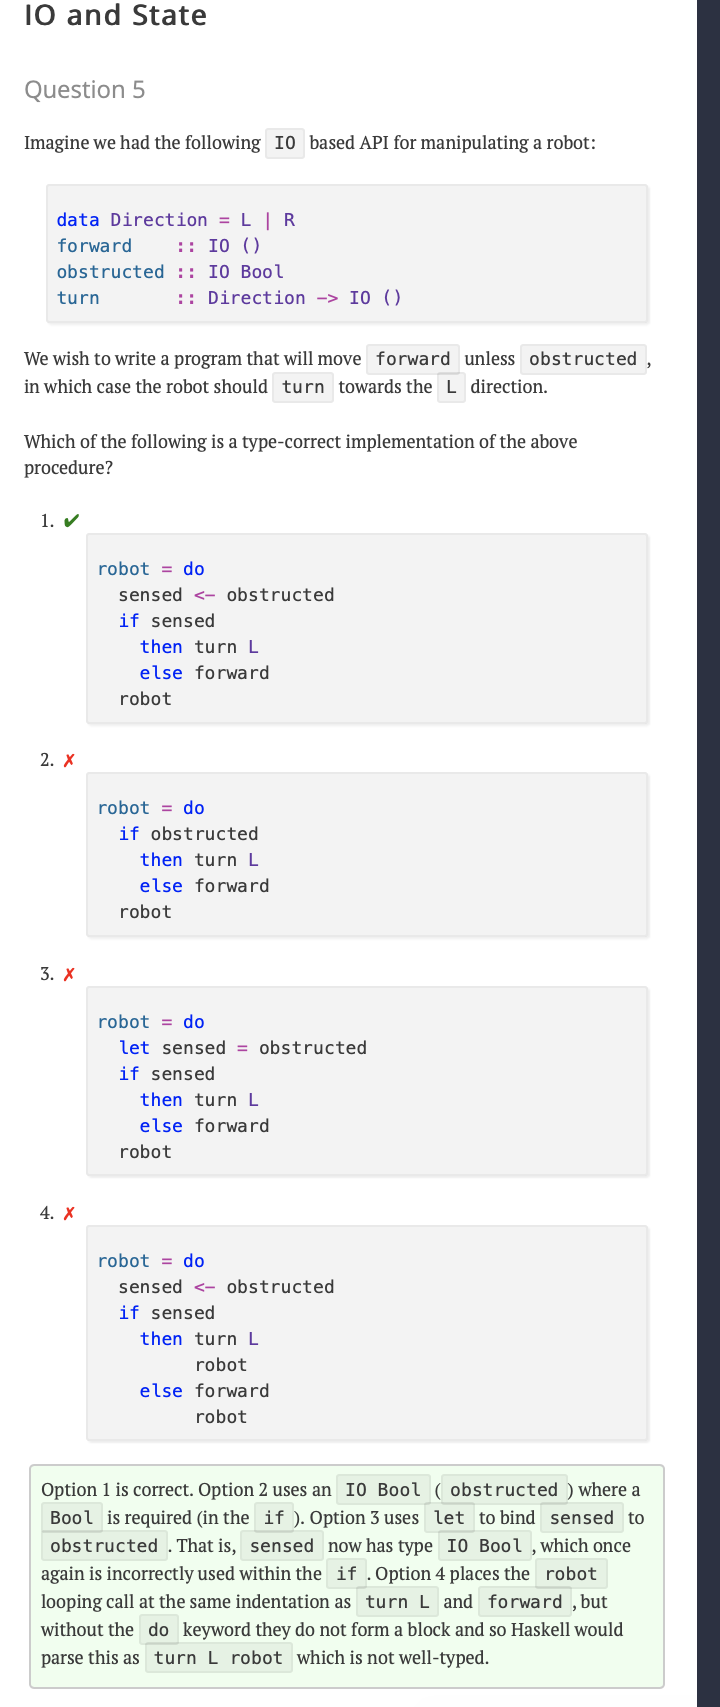 IO and State
Question 5
Imagine we had the following IO based API for manipulating a robot:
data Direction = L | R
forward    :: IO ()
obstructed :: IO Bool
turn       :: Direction -> IO ()
We wish to write a program that will move forward unless obstructed ,
in which case the robot should turn towards the L direction.
Which of the following is a type-correct implementation of the above
procedure?
1. ✔
robot = do
  sensed <- obstructed
  if sensed
    then turn L
    else forward
  robot
2. ✗
robot = do
  if obstructed
    then turn L
    else forward
  robot
3. ✗
robot = do
  let sensed = obstructed
  if sensed
    then turn L
    else forward
  robot
4. ✗
robot = do
  sensed <- obstructed
  if sensed
    then turn L
         robot
    else forward
         robot
Option 1 is correct. Option 2 uses an IO Bool ( obstructed ) where a
Bool is required (in the if ). Option 3 uses let to bind sensed to
obstructed . That is, sensed now has type IO Bool , which once
again is incorrectly used within the if . Option 4 places the robot
looping call at the same indentation as turn L and forward , but
without the do keyword they do not form a block and so Haskell would
parse this as turn L robot which is not well-typed.